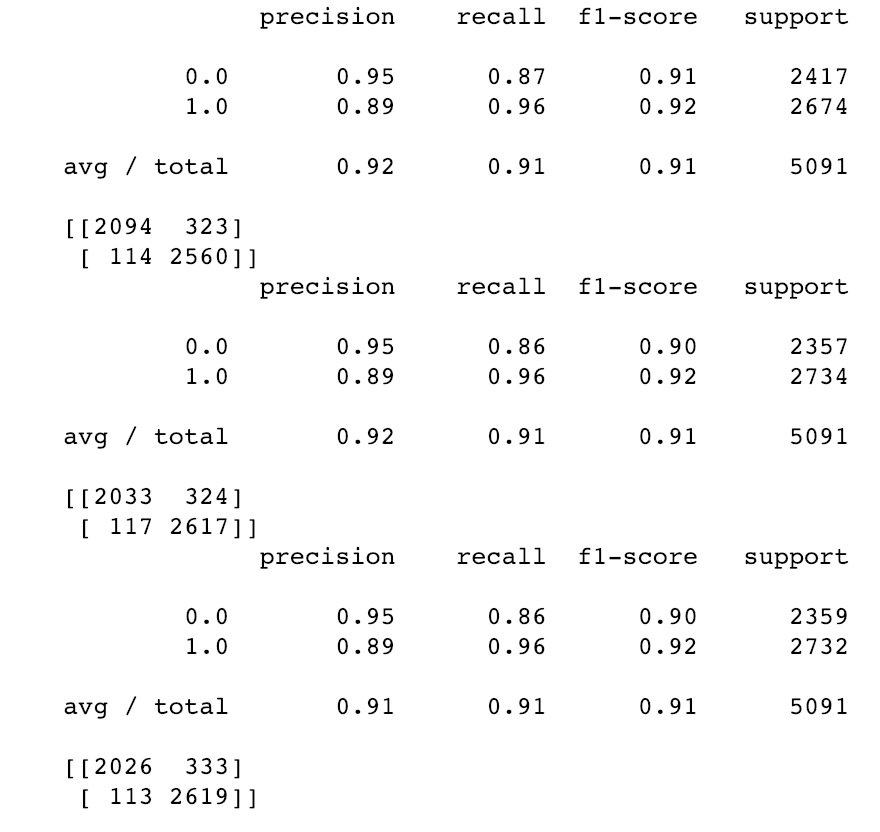 precision recall f1-score support
0.0 0.95 0.87 0.91 2417
1.0 0.89 0.96 0.92 2674
avg / total 0.92 0.91 0.91 5091
[[2094 323]
[ 114 2560]]
precision recall f1-score support
0.0 0.95 0.86 0.90 2357
1.0 0.89 0.96 0.92 2734
avg / total 0.92 0.91 0.91 5091
[[2033 324]
[ 117 2617]]
precision recall f1-score support
0.0 0.95 0.86 0.90 2359
1.0 0.89 0.96 0.92 2732
avg / total 0.91 0.91 0.91 5091
[[2026 333]
[ 113 2619]]